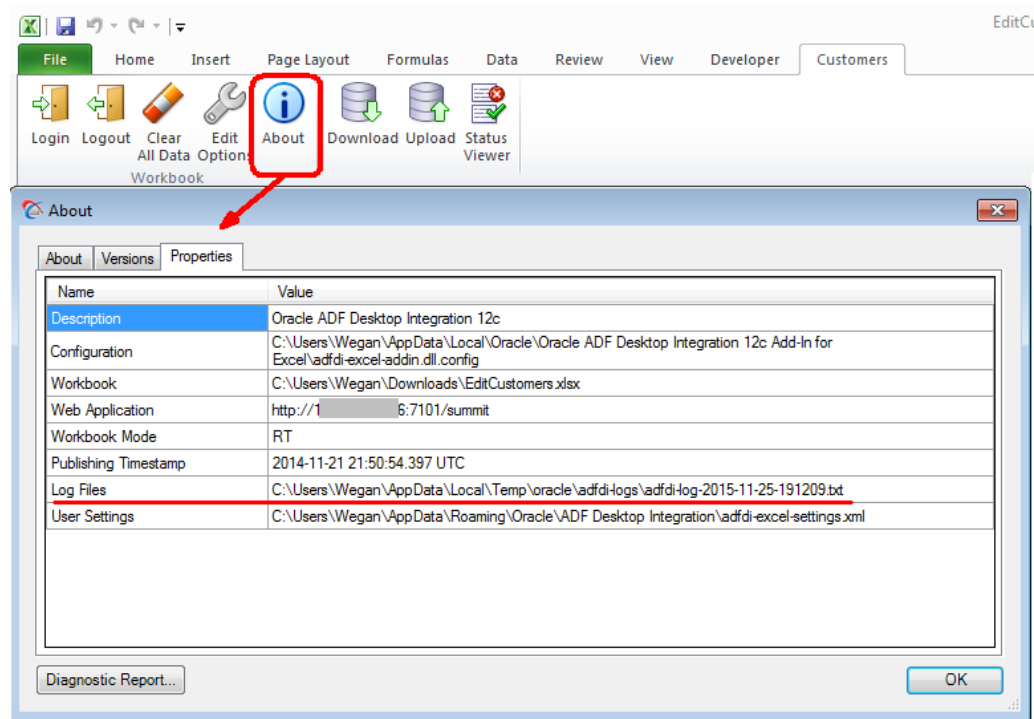 EditCu
File Home Insert Page Layout Formulas Data Review View Developer Customers
Login Logout Clear Edit About Download Upload Status
All Data Option Viewer
Workbook
About
About Versions Properties
Name Value
Description Oracle ADF Desktop Integration 12c
Configuration C:\Users\Wegan\AppData\Local\Oracle\Oracle ADF Desktop Integration 12c Add-In for
Excel\adfdi-excel-addin.dll.config
Workbook C:\Users\Wegan\Downloads\EditCustomers.xlsx
Web Application http://1 6:7101/summit
Workbook Mode RT
Publishing Timestamp 2014-11-21 21:50:54.397 UTC
Log Files C:\Users\Wegan\AppData\Local\Temp\oracle\adfdi-logs\adfdi-log-2015-11-25-191209.txt
User Settings C:\Users\Wegan\AppData\Roaming\Oracle\ADF Desktop Integration\adfdi-excel-settings.xml
Diagnostic Report... OK